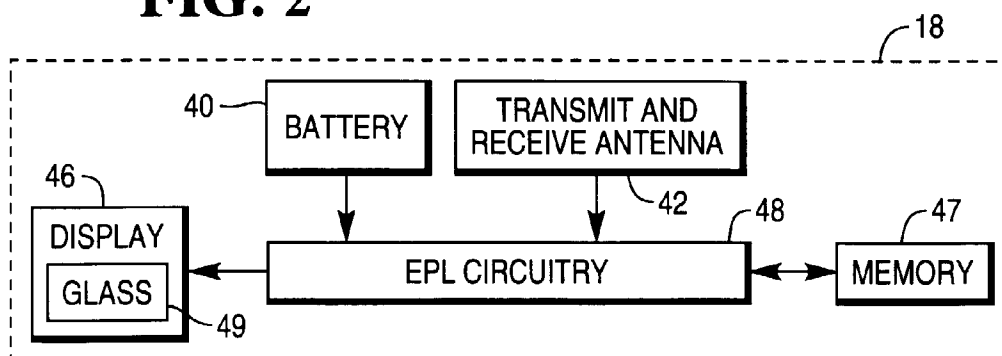 FIG. 2
18
40
BATTERY
TRANSMIT AND
RECEIVE ANTENNA
42
46
DISPLAY
GLASS
49
EPL CIRCUITRY
48
47
MEMORY